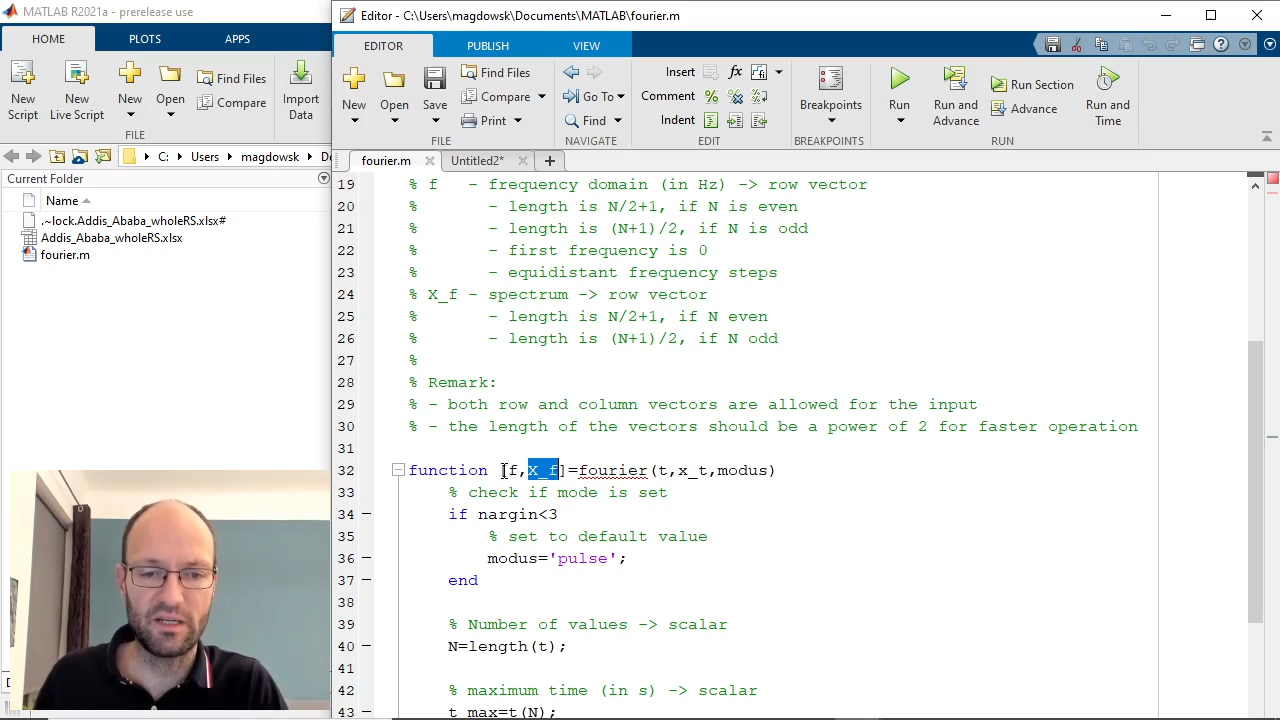 MATLAB R2021a - prerelease use
HOME
PLOTS
APPS
New
Script
New
Live Script
New
Open
Find Files
Compare
Import
Data
FILE
C:
Users
magdowsk
Current Folder
Name
.~lock.Addis_Ababa_wholeRS.xlsx#
Addis_Ababa_wholeRS.xlsx
fourier.m
Editor - C:\Users\magdowsk\Documents\MATLAB\fourier.m
EDITOR
PUBLISH
VIEW
New
Open
Save
Find Files
Compare
Print
FILE
Go To
Find
NAVIGATE
Insert
fx
Comment
Indent
EDIT
Breakpoints
BREAKPOINTS
Run
Run and
Advance
Run Section
Advance
Run and
Time
RUN
fourier.m
Untitled2*
19 % f   - frequency domain (in Hz) -> row vector
20 %       - length is N/2+1, if N is even
21 %       - length is (N+1)/2, if N is odd
22 %       - first frequency is 0
23 %       - equidistant frequency steps
24 % X_f - spectrum -> row vector
25 %       - length is N/2+1, if N even
26 %       - length is (N+1)/2, if N odd
27 %
28 % Remark:
29 % - both row and column vectors are allowed for the input
30 % - the length of the vectors should be a power of 2 for faster operation
31
32 function [f,X_f]=fourier(t,x_t,modus)
33     % check if mode is set
34     if nargin<3
35         % set to default value
36         modus='pulse';
37     end
38
39     % Number of values -> scalar
40     N=length(t);
41
42     % maximum time (in s) -> scalar
43     t_max=t(N);